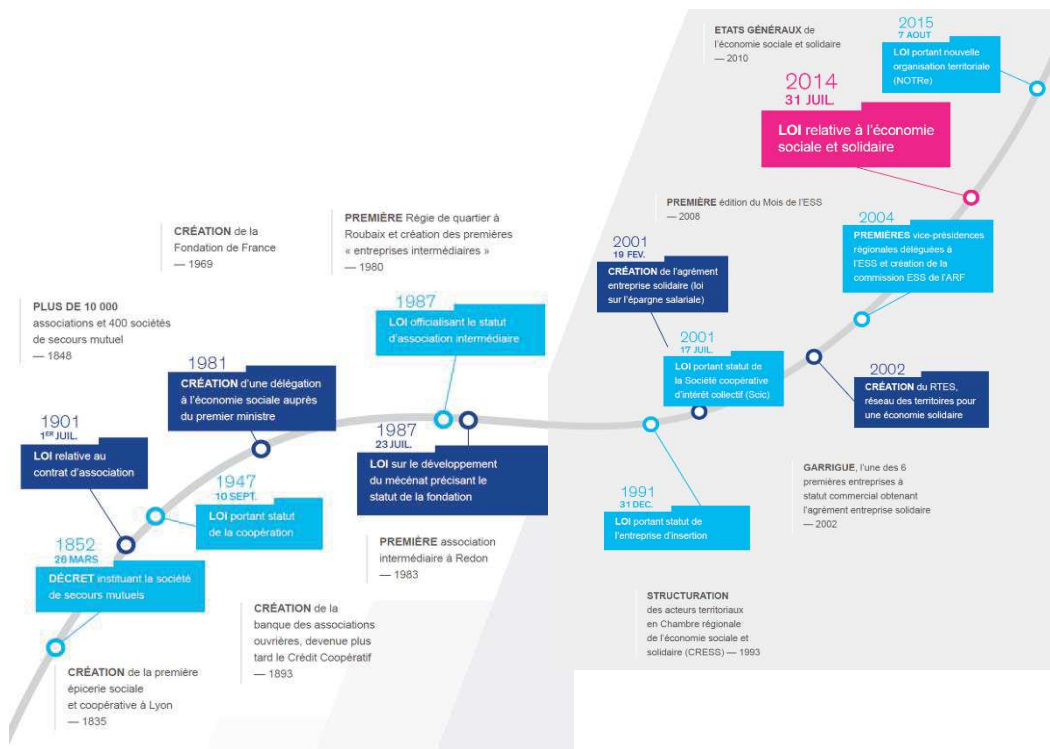 ETATS GÉNÉRAUX de
l'économie sociale et solidaire
— 2010
2015
7 AOUT
LOI portant nouvelle
organisation territoriale
(NOTRe)
2014
31 JUIL.
LOI relative à l'économie
sociale et solidaire
PREMIÈRE édition du Mois de l'ESS
— 2008
2004
PREMIÈRES vice-présidences
régionales déléguées à
l'ESS et création de la
commission ESS de l'ARF
2001
19 FEV.
CRÉATION de l'agrément
entreprise solidaire (loi
sur l'épargne salariale)
2001
17 JUIL.
LOI portant statut de
la Société coopérative
d'intérêt collectif (Scic)
2002
CRÉATION du RTES,
réseau des territoires pour
une économie solidaire
GARRIGUE, l'une des 6
premières entreprises à
statut commercial obtenant
l'agrément entreprise solidaire
— 2002
1991
31 DEC.
LOI portant statut de
l'entreprise d'insertion
STRUCTURATION
des acteurs territoriaux
en Chambre régionale
de l'économie sociale et
solidaire (CRESS) — 1993
PREMIÈRE Régie de quartier à
Roubaix et création des premières
« entreprises intermédiaires »
— 1980
CRÉATION de la
Fondation de France
— 1969
1987
LOI officialisant le statut
d'association intermédiaire
PLUS DE 10 000
associations et 400 sociétés
de secours mutuel
— 1848
1981
CRÉATION d'une délégation
à l'économie sociale auprès
du premier ministre
1901
1ER JUIL.
LOI relative au
contrat d'association
1987
23 JUIL.
LOI sur le développement
du mécénat précisant le
statut de la fondation
1947
10 SEPT.
LOI portant statut
de la coopération
PREMIÈRE association
intermédiaire à Redon
— 1983
1852
26 MARS
DÉCRET instituant la société
de secours mutuels
CRÉATION de la
banque des associations
ouvrières, devenue plus
tard le Crédit Coopératif
— 1893
CRÉATION de la première
épicerie sociale
et coopérative à Lyon
— 1835